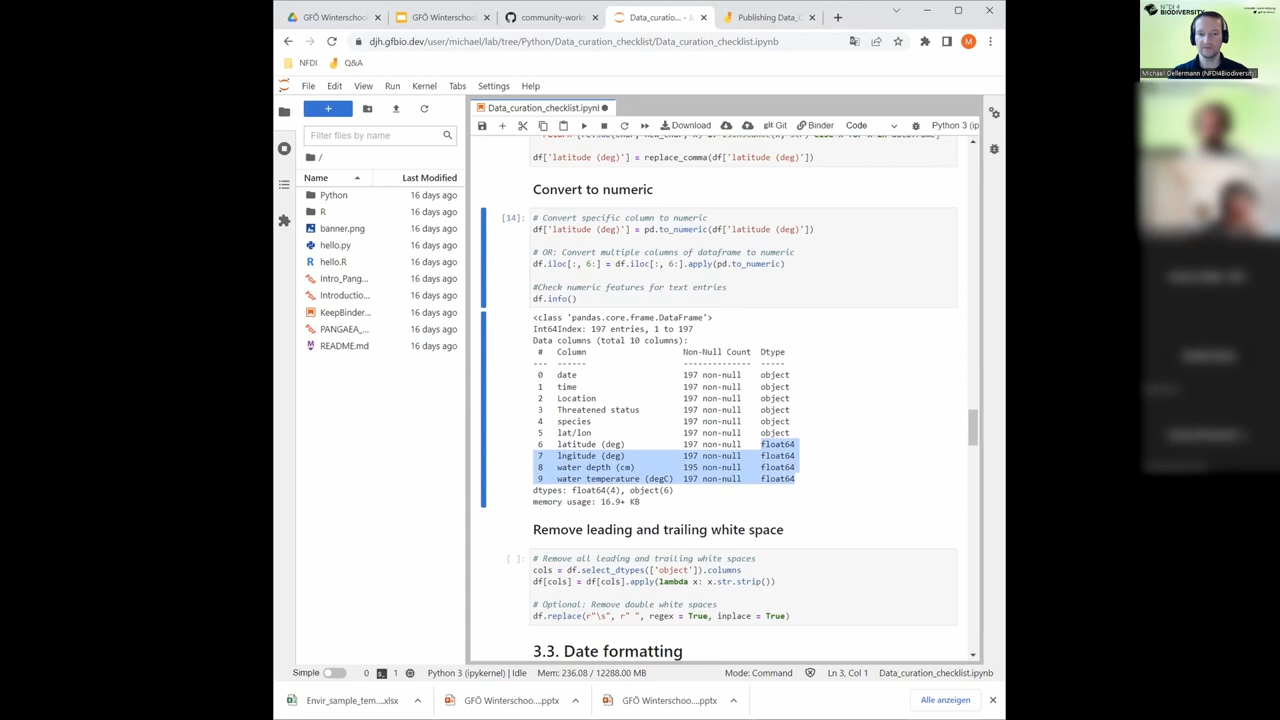 GFÖ Winterschoo
GFÖ Winterschoo
community-work
Data_curatio... - Ju
Publishing Data_C
djh.gfbio.dev/user/michael/lab/tree/Python/Data_curation_checklist/Data_curation_checklist.ipynb
M
NFDI
Q&A
File Edit View Run Kernel Tabs Settings Help
Data_curation_checklist.ipynl
Filter files by name
Download
Git
Binder
Code
Python 3 (ip
/
Name
Last Modified
Python 16 days ago
R 16 days ago
banner.png 16 days ago
hello.py 16 days ago
hello.R 16 days ago
Intro_Pang... 16 days ago
Introductio... 16 days ago
KeepBinder... 16 days ago
PANGAEA_... 16 days ago
README.md 16 days ago
df['latitude (deg)'] = replace_comma(df['latitude (deg)'])
Convert to numeric
[14]:
# Convert specific column to numeric
df['latitude (deg)'] = pd.to_numeric(df['latitude (deg)'])
# OR: Convert multiple columns of dataframe to numeric
df.iloc[:, 6:] = df.iloc[:, 6:].apply(pd.to_numeric)
#Check numeric features for text entries
df.info()
<class 'pandas.core.frame.DataFrame'>
Int64Index: 197 entries, 1 to 197
Data columns (total 10 columns):
# Column Non-Null Count Dtype
--- ------ -------------- -----
0 date 197 non-null object
1 time 197 non-null object
2 Location 197 non-null object
3 Threatened status 197 non-null object
4 species 197 non-null object
5 lat/lon 197 non-null object
6 latitude (deg) 197 non-null float64
7 lngitude (deg) 197 non-null float64
8 water depth (cm) 195 non-null float64
9 water temperature (degC) 197 non-null float64
dtypes: float64(4), object(6)
memory usage: 16.9+ KB
Remove leading and trailing white space
[ ]:
# Remove all leading and trailing white spaces
cols = df.select_dtypes(['object']).columns
df[cols] = df[cols].apply(lambda x: x.str.strip())
# Optional: Remove double white spaces
df.replace(r"\s", r" ", regex = True, inplace = True)
3.3. Date formatting
Simple 0 1 Python 3 (ipykernel) | Idle Mem: 236.08 / 12288.00 MB Mode: Command Ln 3, Col 1 Data_curation_checklist.ipynb
Envir_sample_tem....xlsx
GFÖ Winterschoo....pptx
GFÖ Winterschoo....pptx
Alle anzeigen
NFDI 4
BIODIVERSITY
Michael Oellermann (NFDI4Biodiversity)